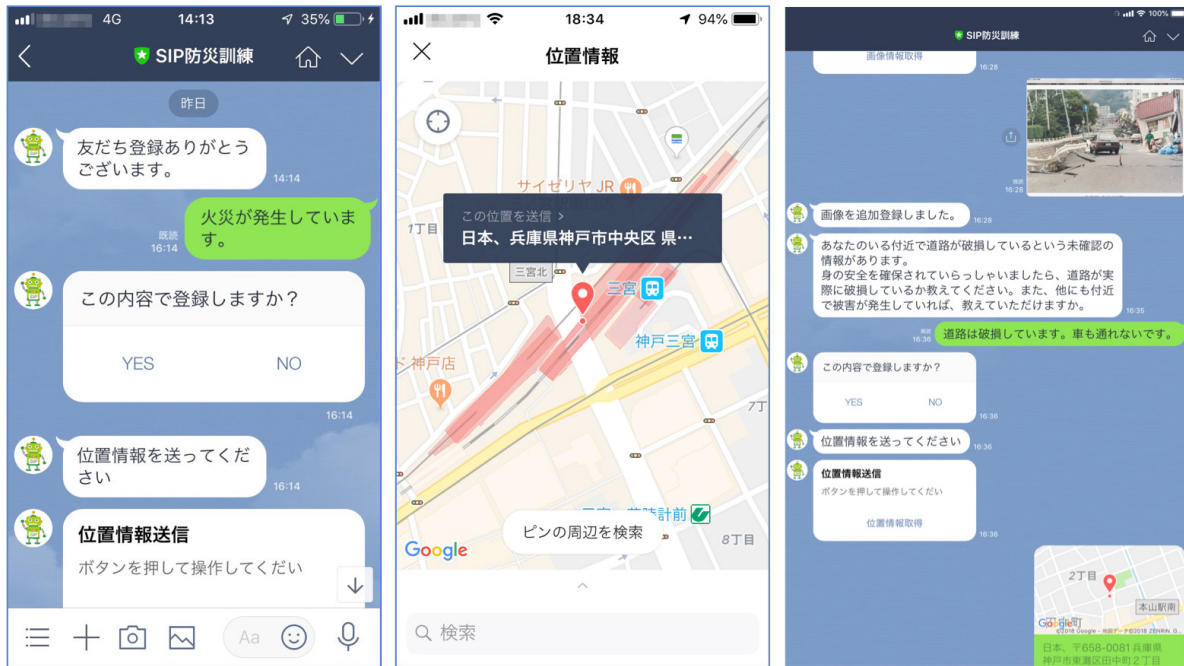 4G 14:13 35%
SIP防災訓練
昨日
友だち登録ありがとう
ございます。
14:14
火災が発生していま
す。
既読
16:14
この内容で登録しますか？
YES NO
16:14
位置情報を送ってくだ
さい
16:14
位置情報送信
ボタンを押して操作してくだい
Aa
18:34 94%
位置情報
サイゼリヤ JR
この位置を送信 >
日本、兵庫県神戸市中央区 県…
1丁目
三宮北
三宮
神戸三宮
ド 神戸店
7丁
計前
ピンの周辺を検索
8丁目
Google
検索
100%
SIP防災訓練
画像情報取得
16:28
既読
16:28
画像を追加登録しました。
16:28
あなたのいる付近で道路が破損しているという未確認の
情報があります。
身の安全を確保されていらっしゃいましたら、道路が実
際に破損しているか教えてください。また、他にも付近
で被害が発生していれば、教えていただけますか。
16:35
既読
16:36
道路は破損しています。車も通れないです。
この内容で登録しますか？
YES NO
16:36
位置情報を送ってください
16:36
位置情報送信
ボタンを押して操作してくだい
位置情報取得
16:36
2丁目
本山駅南
Google
©2018 Google - 地図データ©2018 ZENRIN, G...
日本、〒658-0081 兵庫県
神戸市東灘区田中町２丁目